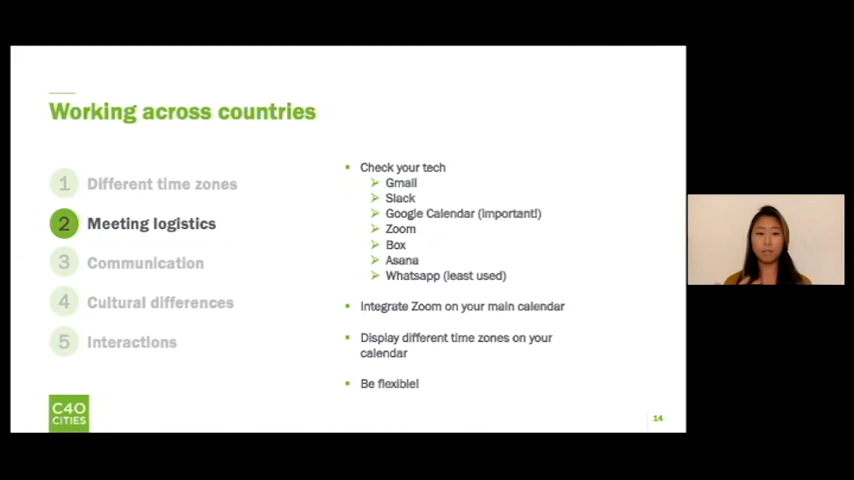 Working across countries
1 Different time zones
2 Meeting logistics
3 Communication
4 Cultural differences
5 Interactions
Check your tech
Gmail
Slack
Google Calendar (important!)
Zoom
Box
Asana
Whatsapp (least used)
Integrate Zoom on your main calendar
Display different time zones on your
calendar
Be flexible!
C40
CITIES
14